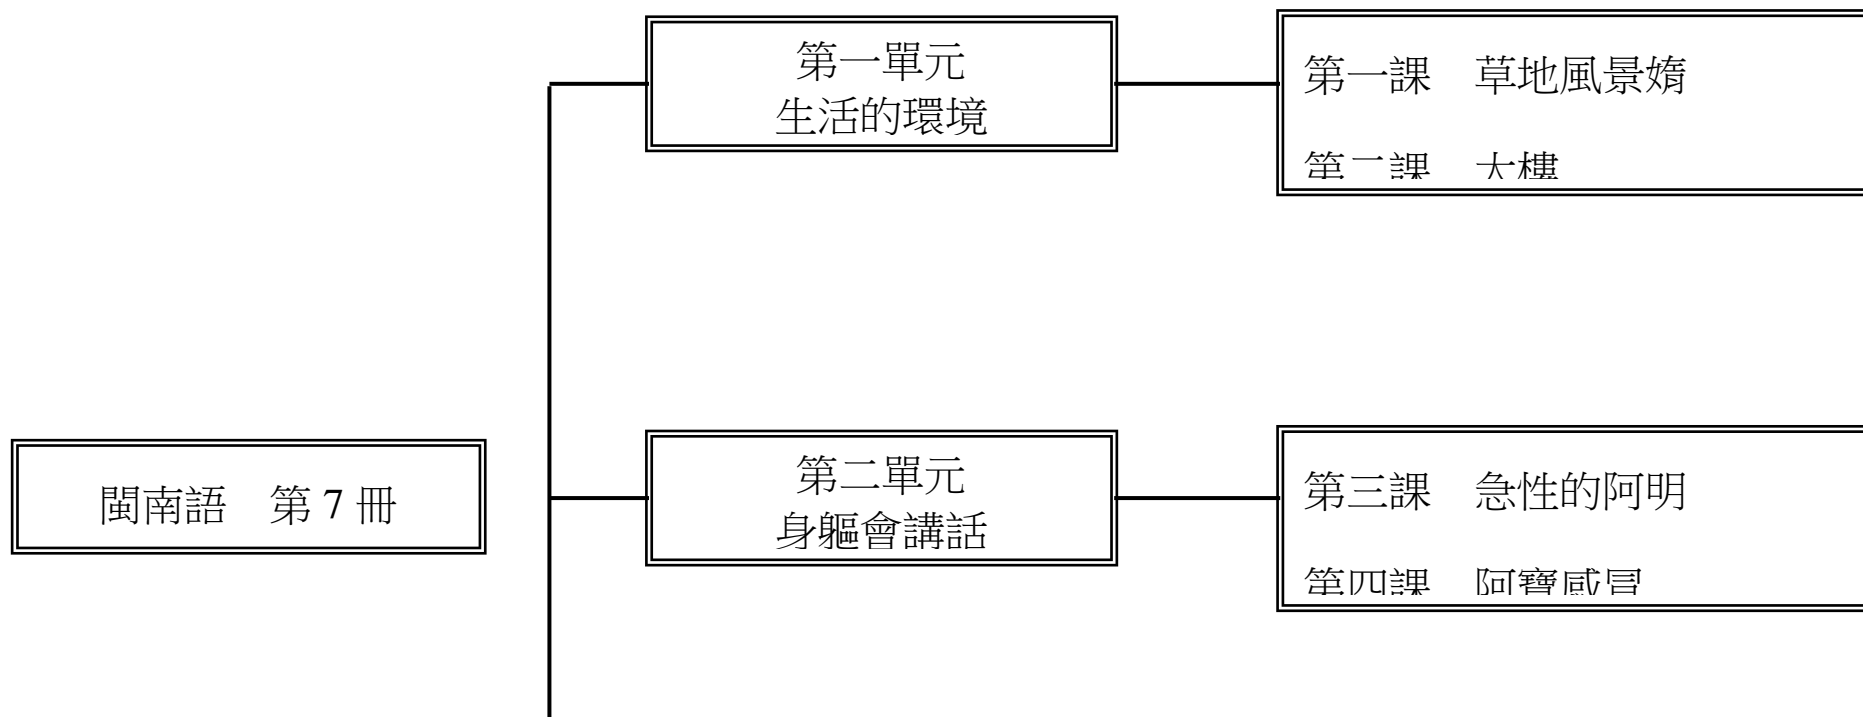 第一單元
生活的環境
第一課　草地風景媠
第二課　大樓
閩南語　第 7 冊
第二單元
身軀會講話
第三課　急性的阿明
第四課　阿寶感冒